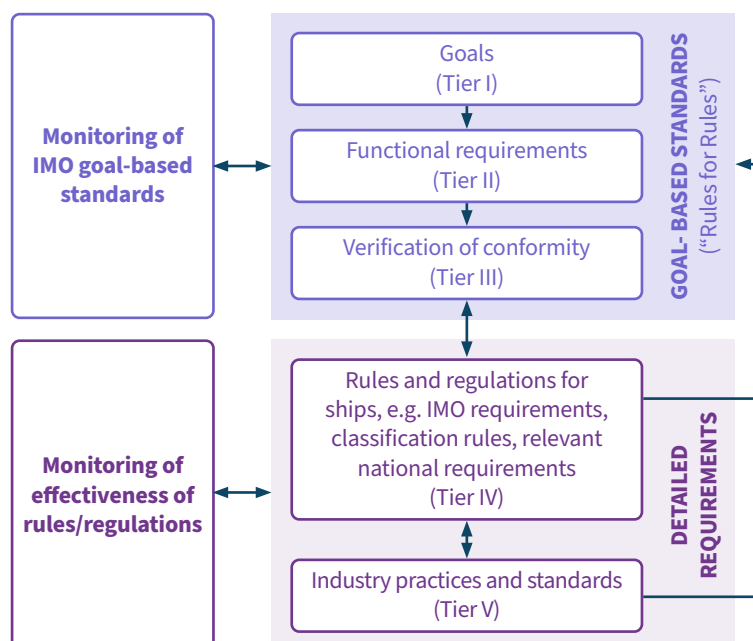 Monitoring of
IMO goal-based
standards
Goals
(Tier I)
Functional requirements
(Tier II)
Verification of conformity
(Tier III)
GOAL- BASED STANDARDS
(“Rules for Rules”)
Monitoring of
effectiveness of
rules/regulations
Rules and regulations for
ships, e.g. IMO requirements,
classification rules, relevant
national requirements
(Tier IV)
Industry practices and standards
(Tier V)
DETAILED
REQUIREMENTS